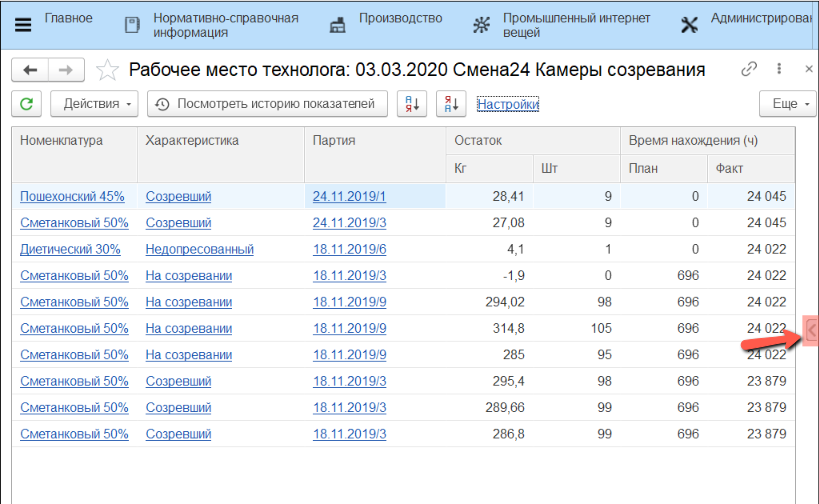 Главное
Нормативно-справочная
информация
Производство
Промышленный интернет
вещей
Администрирован
Рабочее место технолога: 03.03.2020 Смена24 Камеры созревания
Действия
Посмотреть историю показателей
А Я
Я А
Настройки
Еще
Номенклатура Характеристика Партия Остаток Время нахождения (ч)
Кг Шт План Факт
Пошехонский 45% Созревший 24.11.2019/1 28,41 9 0 24 045
Сметанковый 50% Созревший 24.11.2019/3 27,08 9 0 24 045
Диетический 30% Недопресованный 18.11.2019/6 4,1 1 0 24 022
Сметанковый 50% На созревании 18.11.2019/3 -1,9 0 696 24 022
Сметанковый 50% На созревании 18.11.2019/9 294,02 98 696 24 022
Сметанковый 50% На созревании 18.11.2019/9 314,8 105 696 24 022
Сметанковый 50% На созревании 18.11.2019/9 285 95 696 24 022
Сметанковый 50% Созревший 18.11.2019/3 295,4 98 696 23 879
Сметанковый 50% Созревший 18.11.2019/3 289,66 99 696 23 879
Сметанковый 50% Созревший 18.11.2019/3 286,8 99 696 23 879